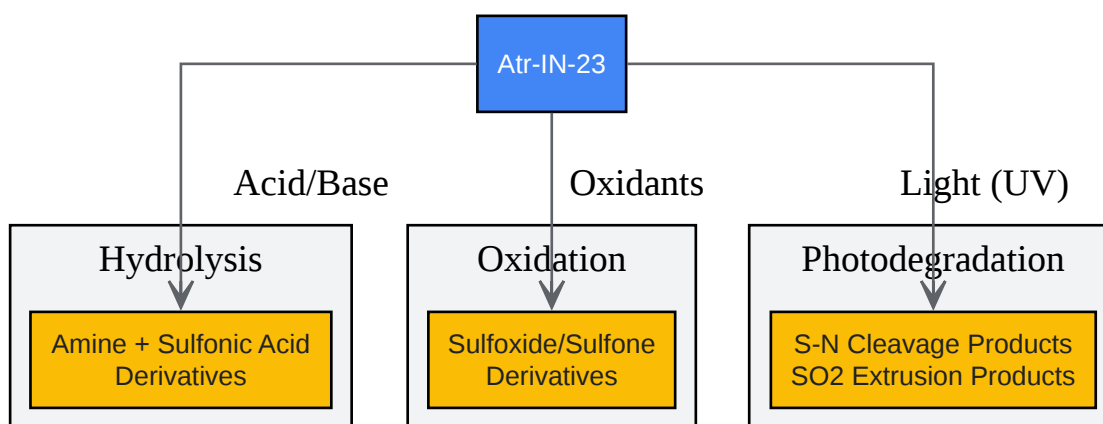 Atr-IN-23
Acid/Base
Oxidants
Light (UV)
Hydrolysis
Oxidation
Photodegradation
Amine + Sulfonic Acid
Derivatives
Sulfoxide/Sulfone
Derivatives
S-N Cleavage Products
SO2 Extrusion Products